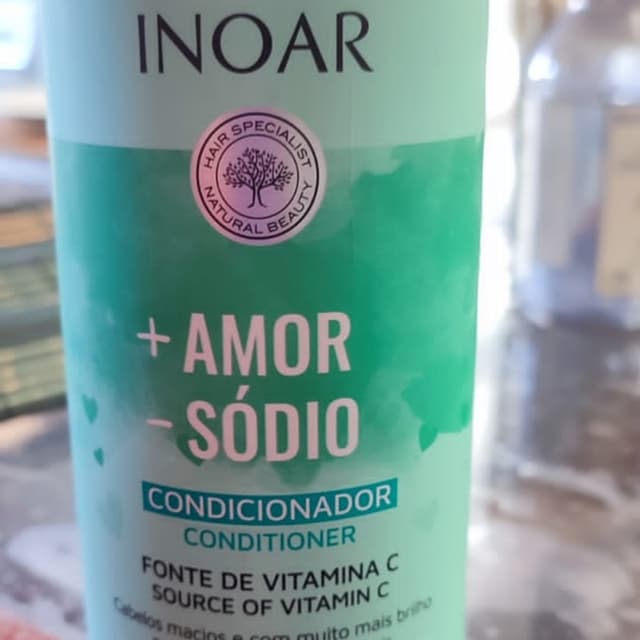 INOAR
HAIR SPECIALIST
NATURAL BEAUTY
+ AMOR
- SÓDIO
CONDICIONADOR
CONDITIONER
FONTE DE VITAMINA C
SOURCE OF VITAMIN C
Cabelos macios e com muito mais brilho